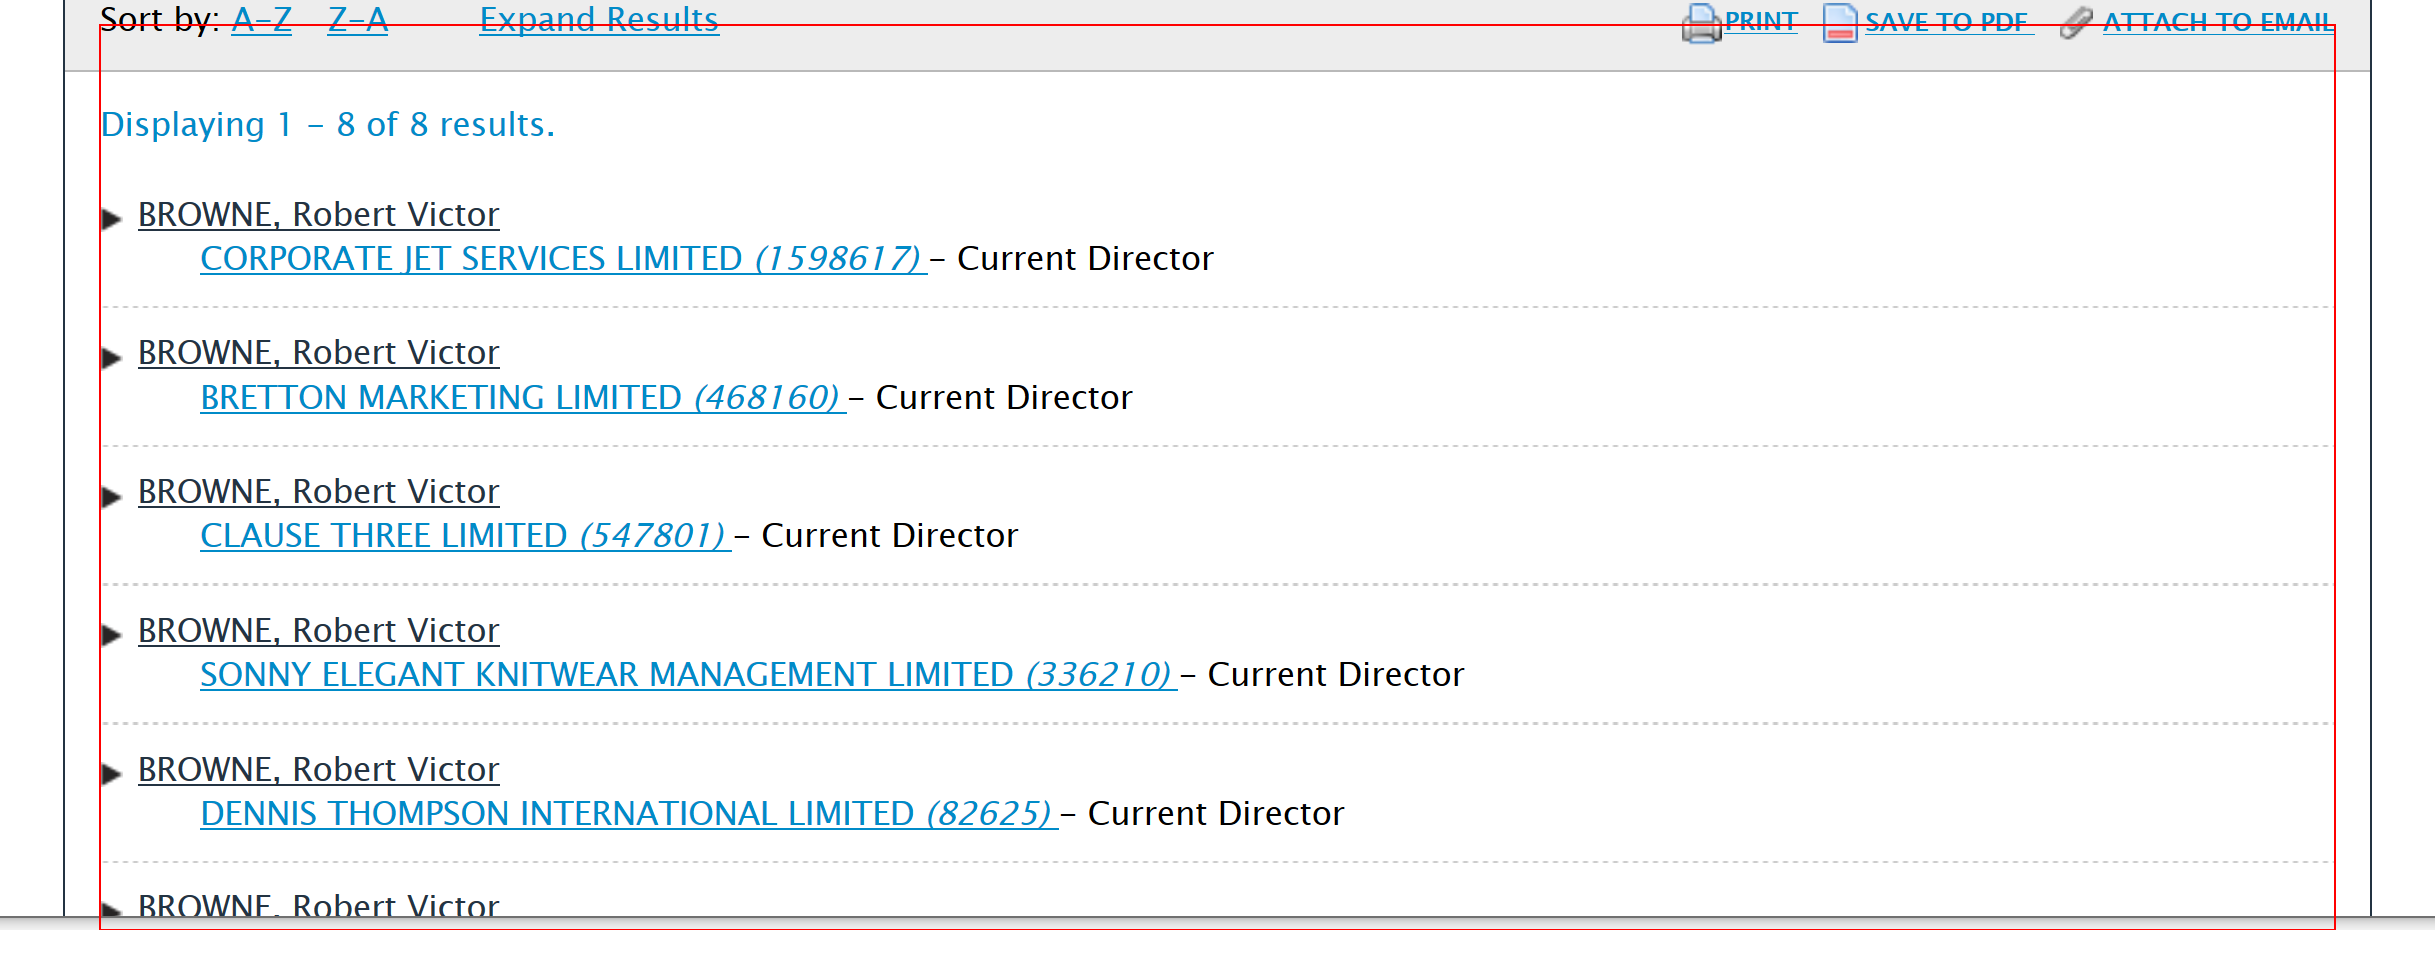 Sort by: A-Z Z-A Expand Results PRINT SAVE TO PDF ATTACH TO EMAIL
Displaying 1 - 8 of 8 results.
BROWNE, Robert Victor
CORPORATE JET SERVICES LIMITED (1598617) - Current Director
BROWNE, Robert Victor
BRETTON MARKETING LIMITED (468160) - Current Director
BROWNE, Robert Victor
CLAUSE THREE LIMITED (547801) - Current Director
BROWNE, Robert Victor
SONNY ELEGANT KNITWEAR MANAGEMENT LIMITED (336210) - Current Director
BROWNE, Robert Victor
DENNIS THOMPSON INTERNATIONAL LIMITED (82625) - Current Director
BROWNE, Robert Victor